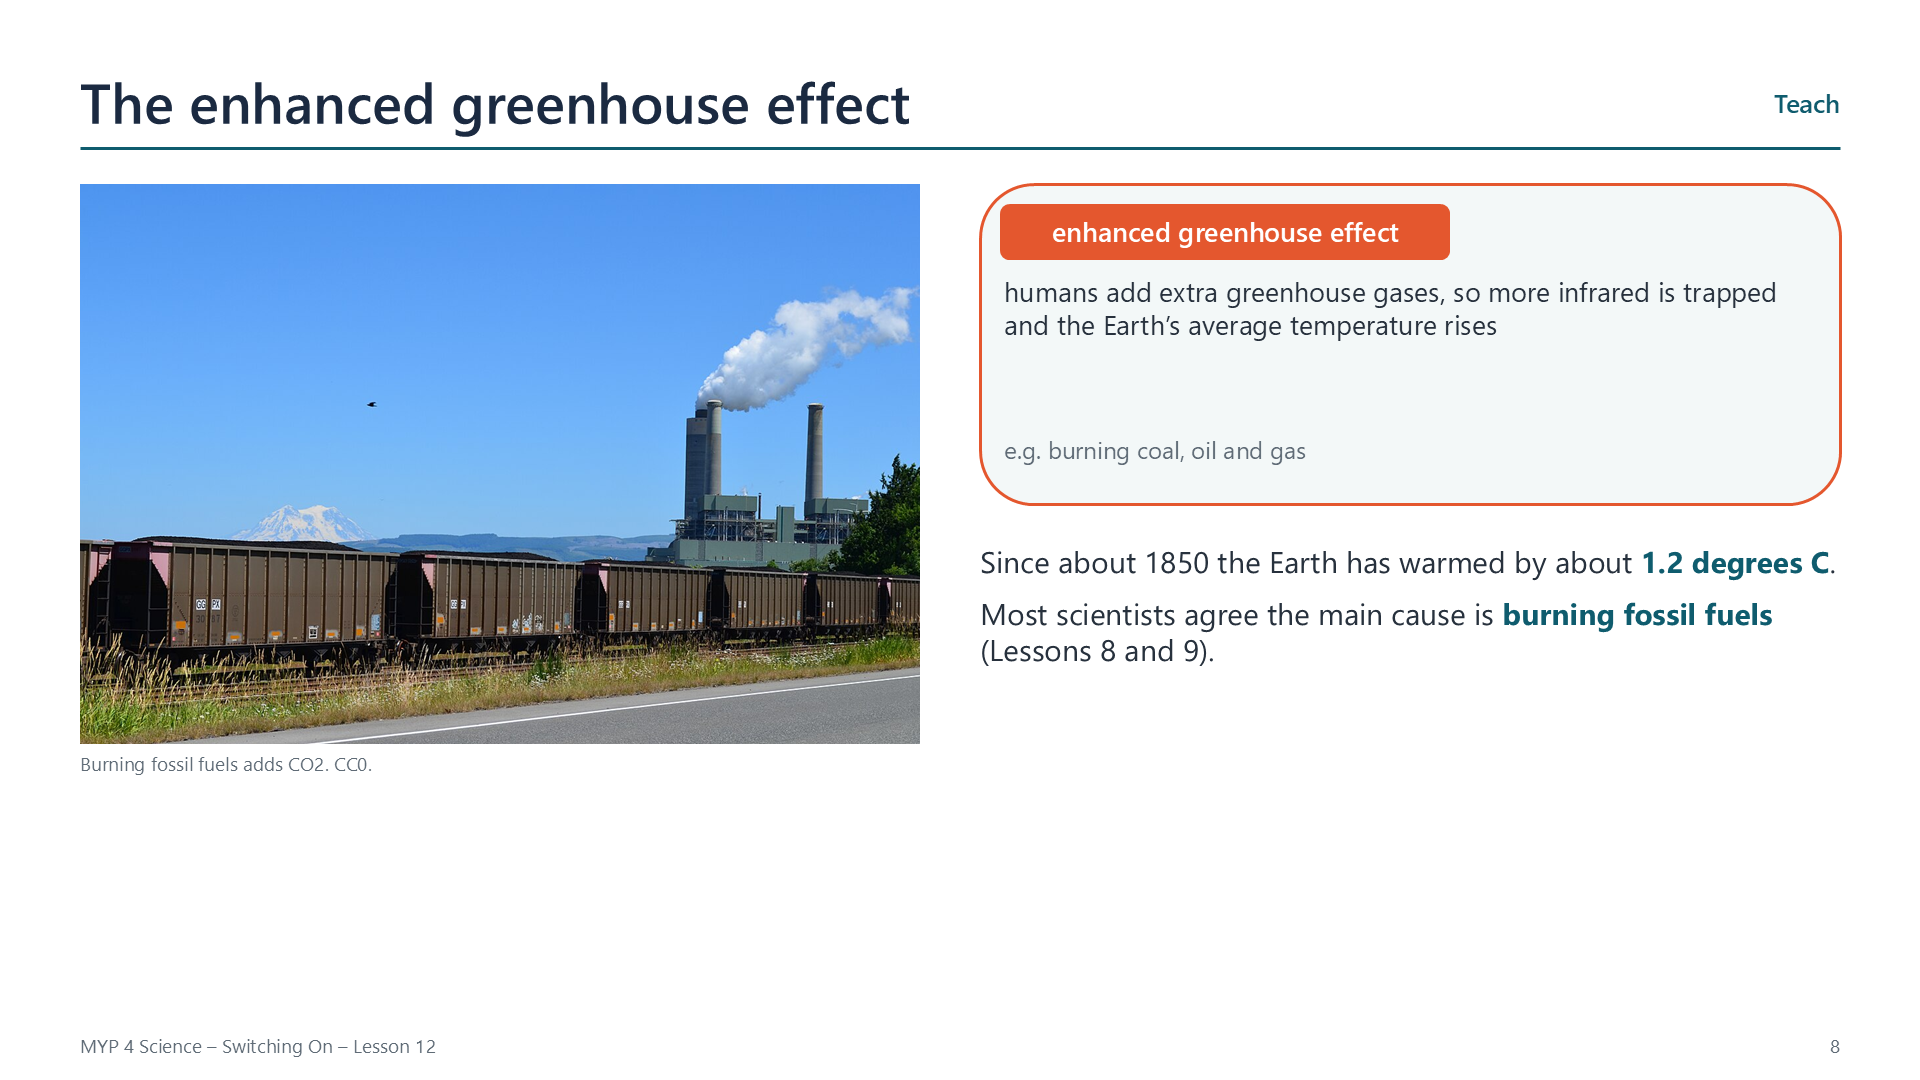 The enhanced greenhouse effect
Teach
enhanced greenhouse effect
humans add extra greenhouse gases, so more infrared is trapped
and the Earth’s average temperature rises
e.g. burning coal, oil and gas
Since about 1850 the Earth has warmed by about 1.2 degrees C.
Most scientists agree the main cause is burning fossil fuels
(Lessons 8 and 9).
Burning fossil fuels adds CO2. CC0.
MYP 4 Science – Switching On – Lesson 12
8